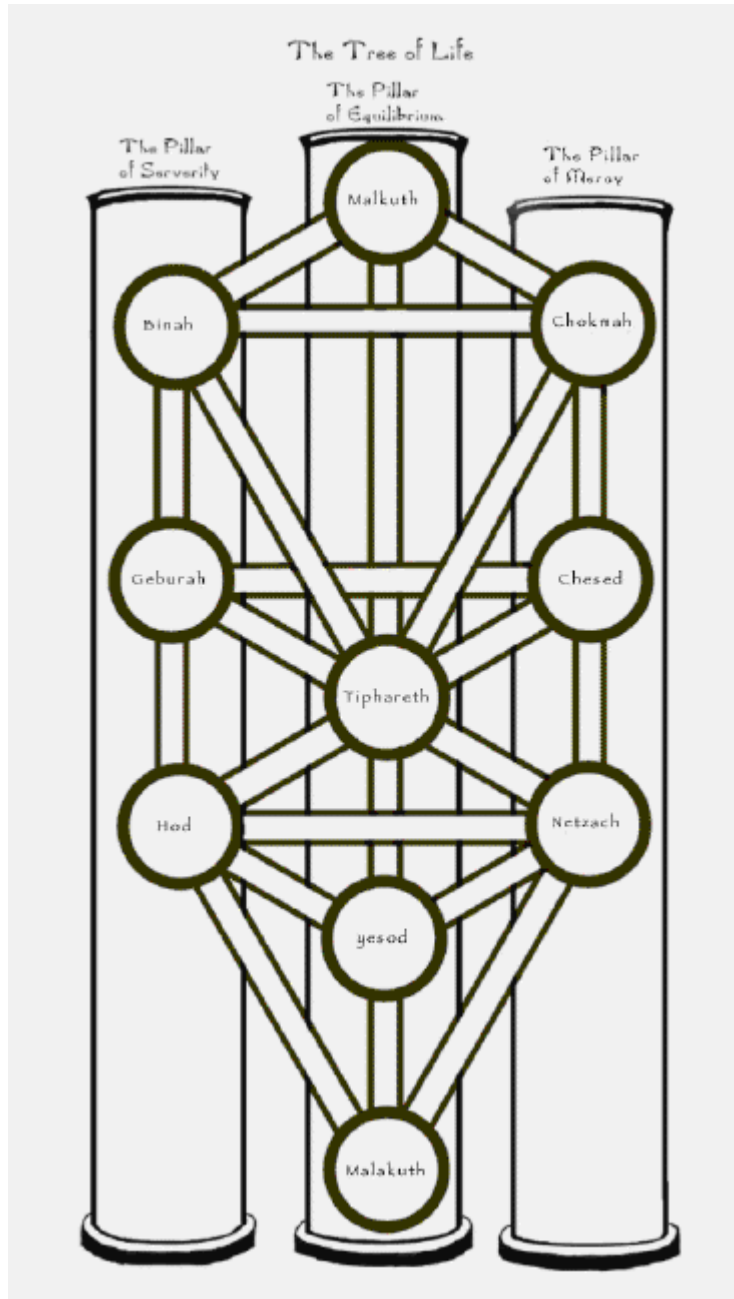 The Tree of Life
The Pillar
of Equilibrium
The Pillar
of Serverity
The Pillar
of Mercy
Malkuth
Binah
Chokmah
Geburah
Chesed
Tiphareth
Hod
Netzach
yesod
Malakuth